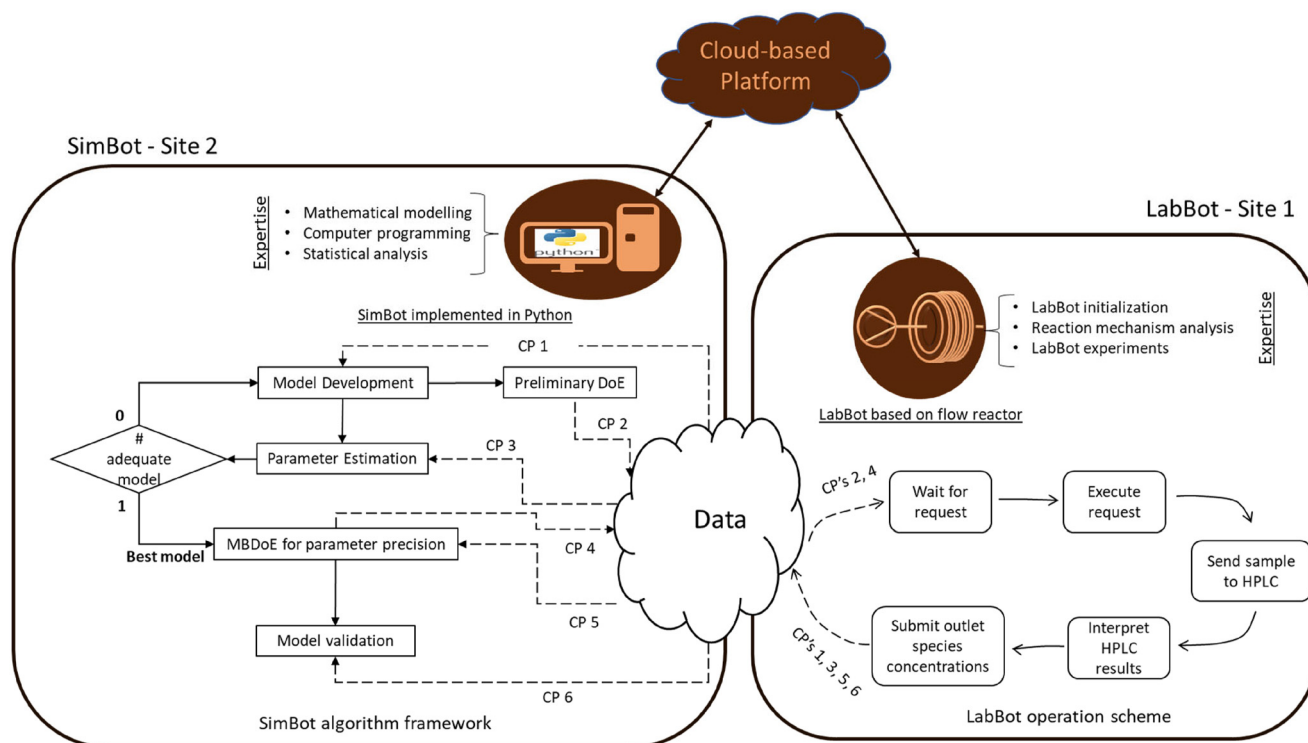 Cloud-based
Platform
SimBot - Site 2
Expertise
• Mathematical modelling
• Computer programming
• Statistical analysis
python
SimBot implemented in Python
CP 1
Model Development
Preliminary DoE
0
CP 2
#
adequate
model
Parameter Estimation
CP 3
1
Best model
MBDoE for parameter precision
CP 4
CP 5
Model validation
CP 6
SimBot algorithm framework
Data
LabBot - Site 1
• LabBot initialization
• Reaction mechanism analysis
• LabBot experiments
Expertise
LabBot based on flow reactor
CP's 2, 4
Wait for
request
Execute
request
Send sample
to HPLC
Interpret
HPLC
results
Submit outlet
species
concentrations
CP's 1, 3, 5, 6
LabBot operation scheme